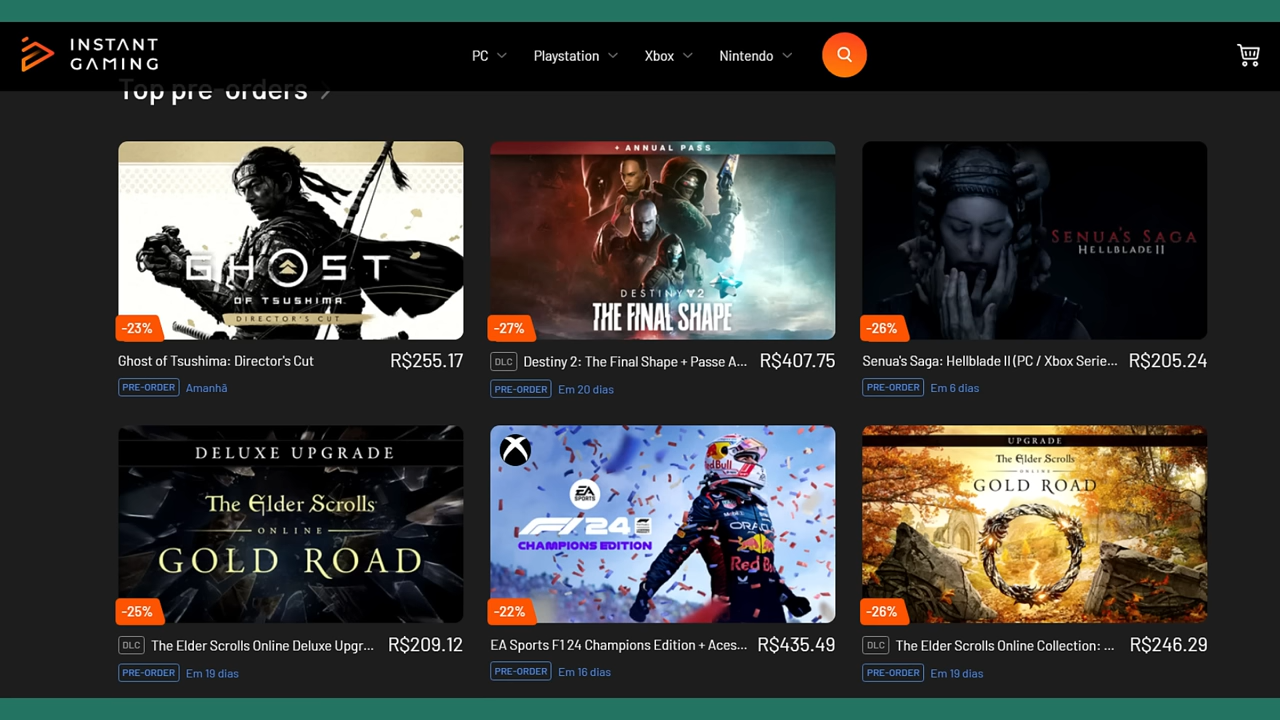 INSTANT
GAMING
PC
Playstation
Xbox
Nintendo
Top pre-orders
GHOST
OF TSUSHIMA
DIRECTOR'S CUT
-23%
Ghost of Tsushima: Director's Cut
R$255.17
PRE-ORDER Amanhã
+ ANNUAL PASS
DESTINY 2
THE FINAL SHAPE
-27%
DLC Destiny 2: The Final Shape + Passe A...
R$407.75
PRE-ORDER Em 20 dias
SENUA'S SAGA
HELLBLADE II
-26%
Senua's Saga: Hellblade II (PC / Xbox Serie...
R$205.24
PRE-ORDER Em 6 dias
DELUXE UPGRADE
The Elder Scrolls
ONLINE
GOLD ROAD
-25%
DLC The Elder Scrolls Online Deluxe Upgr...
R$209.12
PRE-ORDER Em 19 dias
EA
SPORTS
F1 24
CHAMPIONS EDITION
Red Bull
ORACLE
Red Bull
-22%
EA Sports F1 24 Champions Edition + Aces...
R$435.49
PRE-ORDER Em 16 dias
UPGRADE
The Elder Scrolls
ONLINE
GOLD ROAD
-26%
DLC The Elder Scrolls Online Collection: ...
R$246.29
PRE-ORDER Em 19 dias